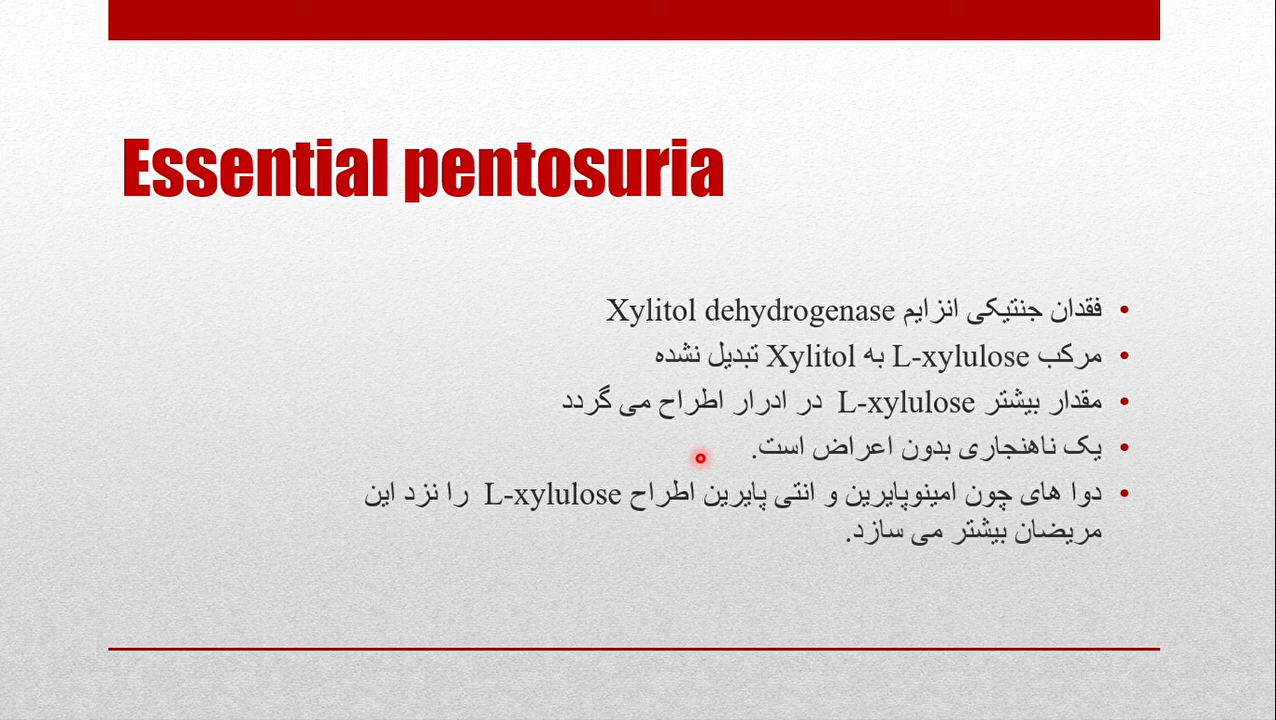 Essential pentosuria
• فقدان جنتیکی انزایم Xylitol dehydrogenase
• مرکب L-xylulose به Xylitol تبدیل نشده
• مقدار بیشتر L-xylulose در ادرار اطراح می گردد
• یک ناهنجاری بدون اعراض است.
• دوا های چون امینوپایرین و انتی پایرین اطراح L-xylulose را نزد این
مریضان بیشتر می سازد.